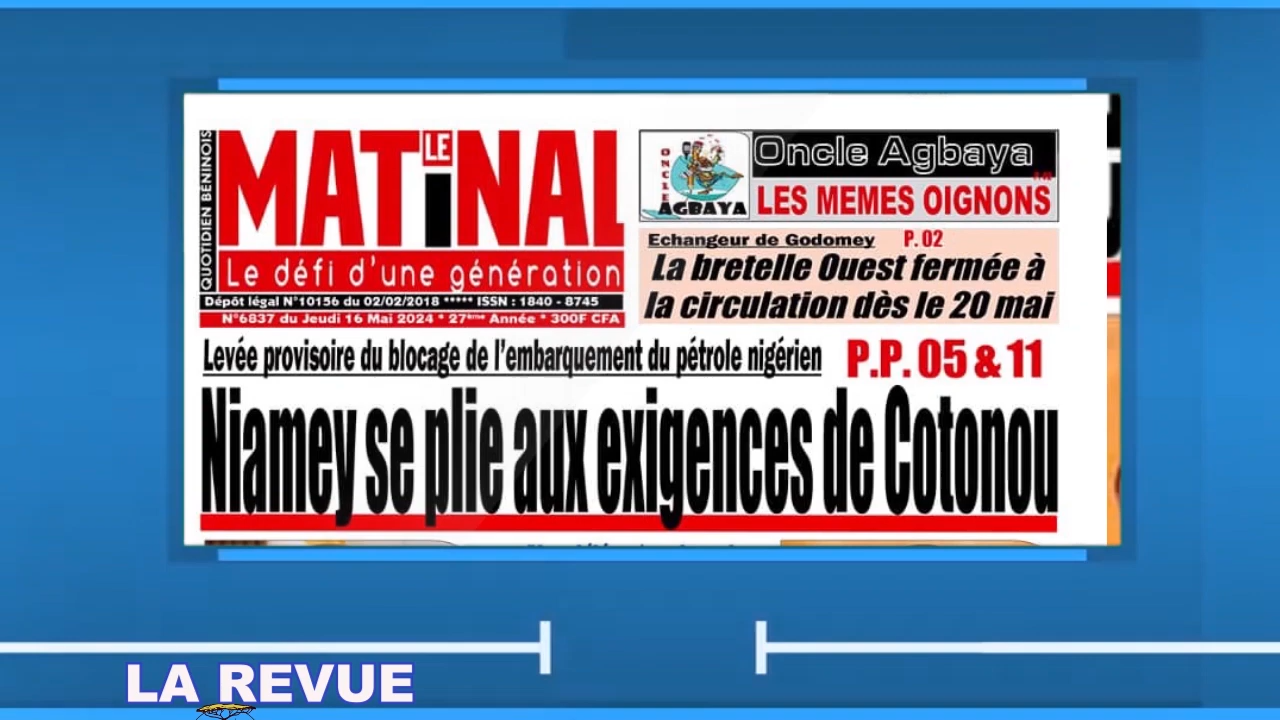 QUOTIDIEN BÉNINOIS
LE
MATiNAL
Le défi d'une génération
Dépôt légal N°10156 du 02/02/2018 ***** ISSN : 1840 - 8745
N°6837 du Jeudi 16 Mai 2024 * 27ème Année * 300F CFA
ONCLE
AGBAYA
Oncle Agbaya
LES MEMES OIGNONS
Echangeur de Godomey P. 02
La bretelle Ouest fermée à
la circulation dès le 20 mai
Levée provisoire du blocage de l'embarquement du pétrole nigérien P.P. 05 & 11
Niamey se plie aux exigences de Cotonou
LA REVUE